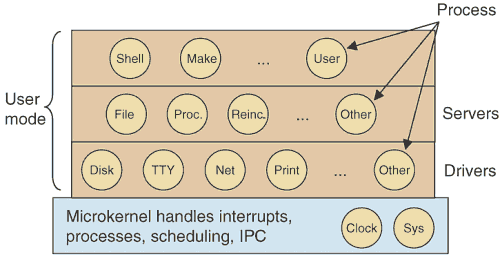 Process
Shell Make ... User
User
mode
File Proc. Reinc. ... Other
Servers
Disk TTY Net Print ... Other
Drivers
Microkernel handles interrupts,
processes, scheduling, IPC
Clock Sys